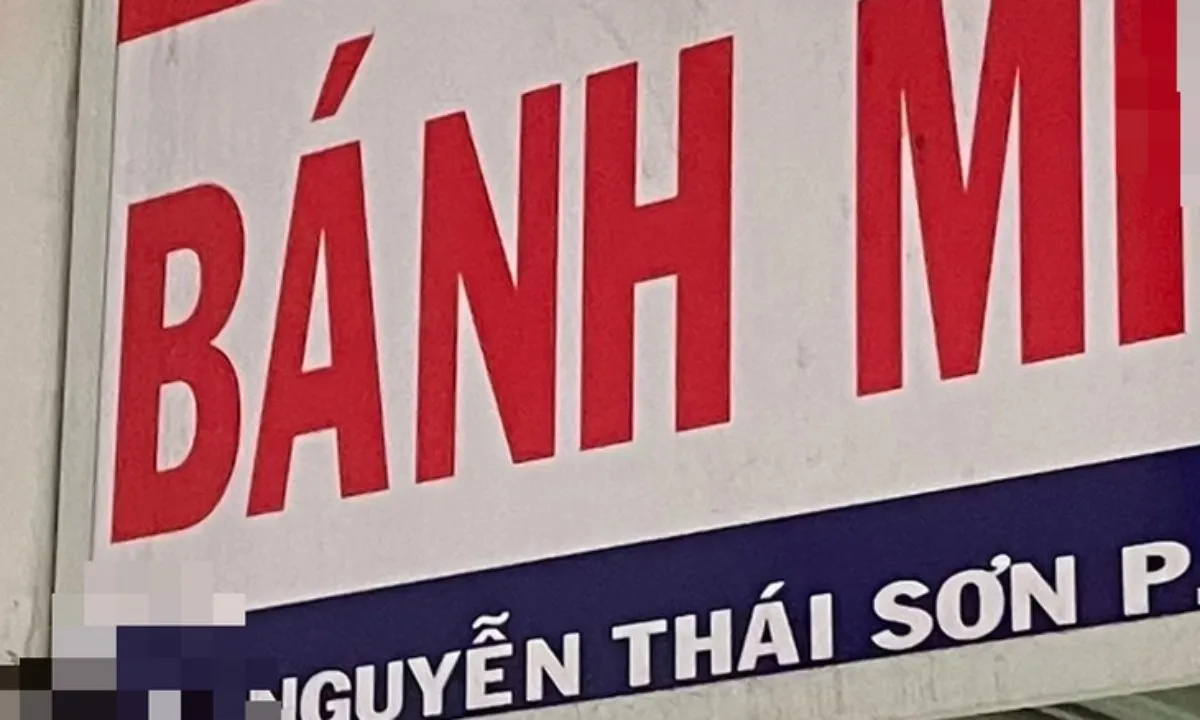 BÁNH MÌ
NGUYỄN THÁI SƠN P.